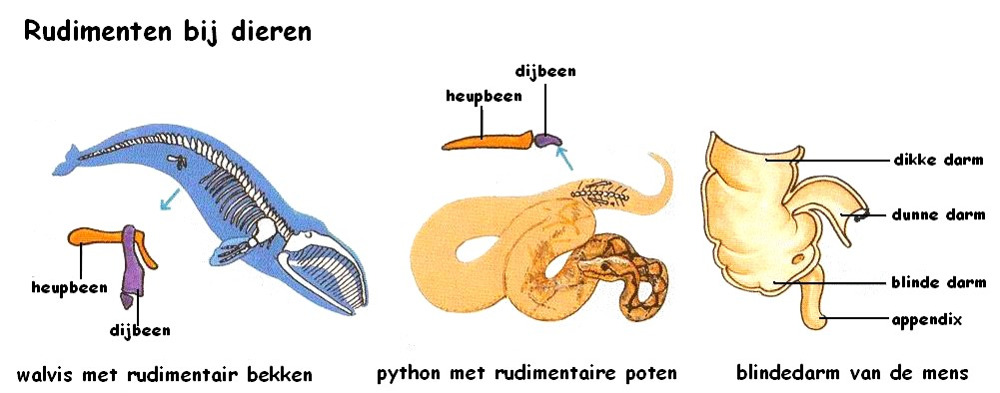 Rudimenten bij dieren
heupbeen
dijbeen
walvis met rudimentair bekken
dijbeen
heupbeen
python met rudimentaire poten
dikke darm
dunne darm
blinde darm
appendix
blindedarm van de mens